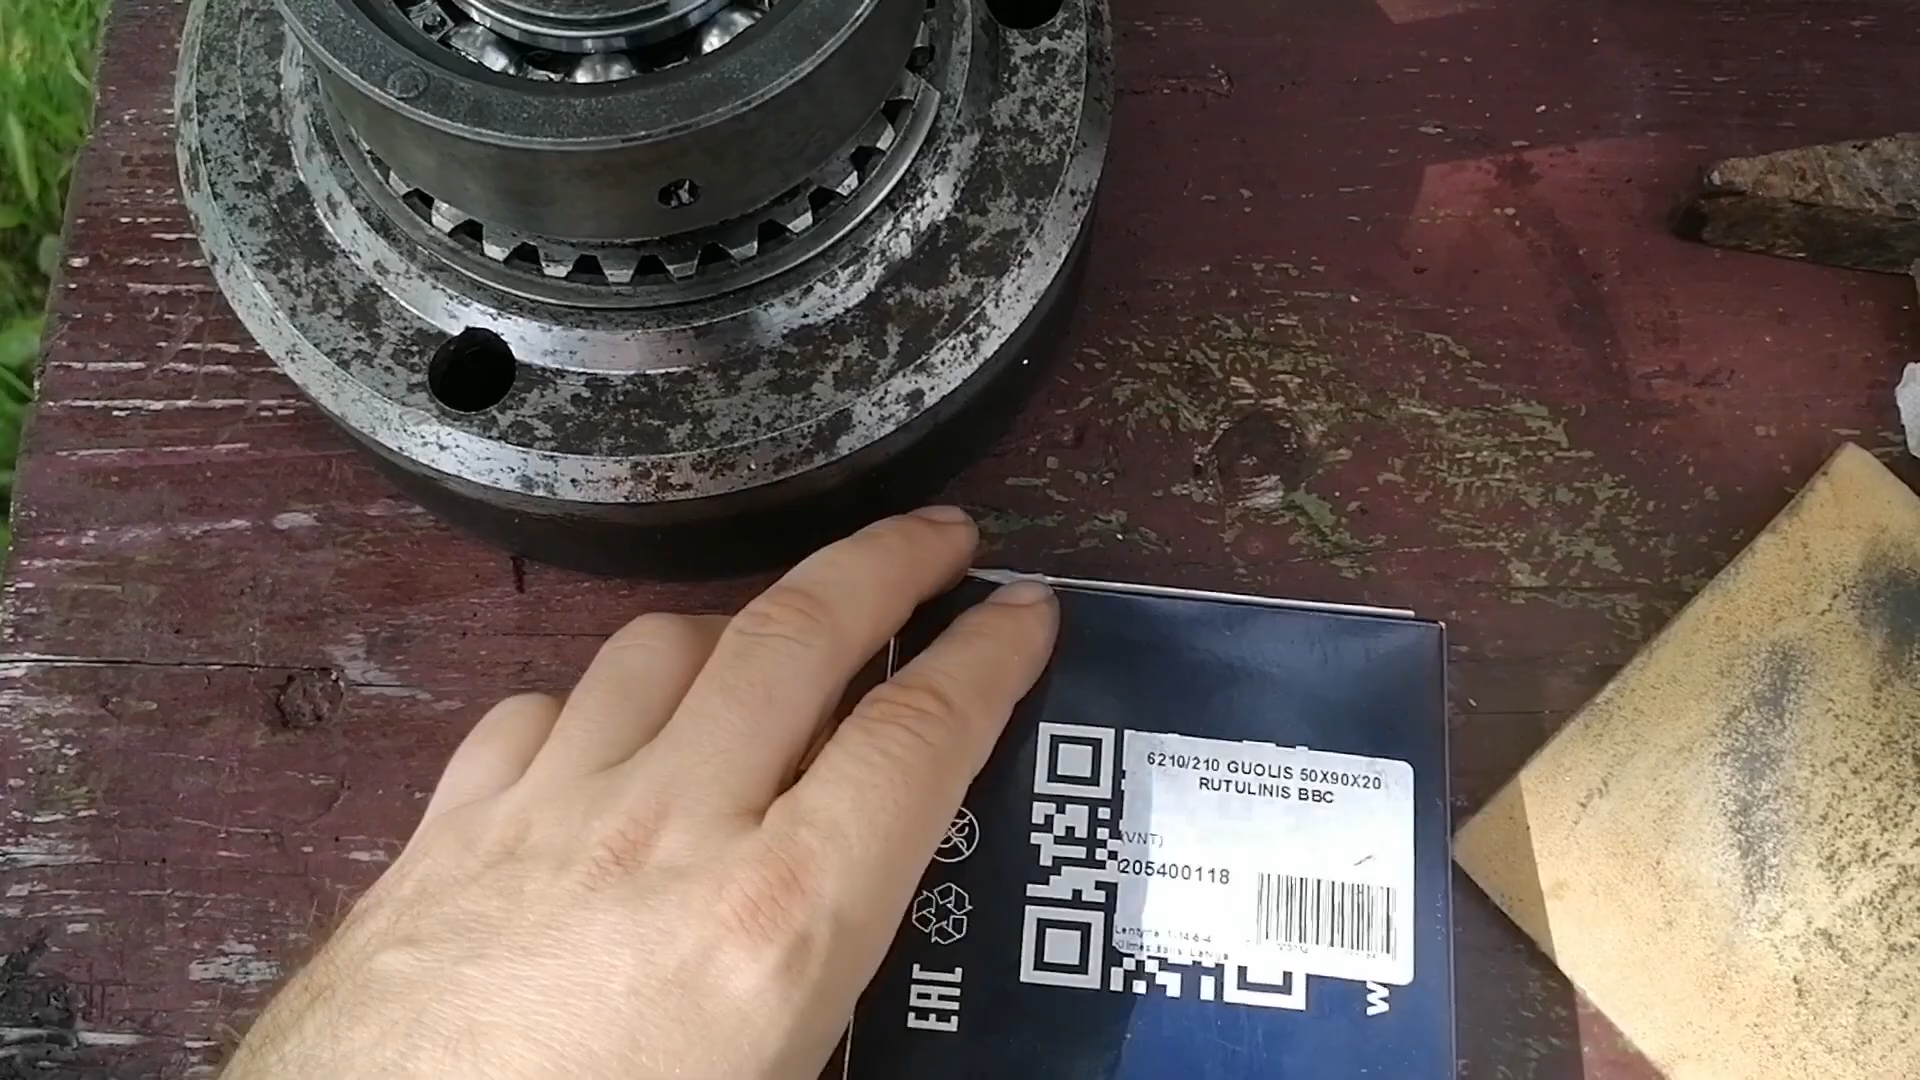 6210/210 GUOLIS 50X90X20
RUTULINIS BBC
(VNT)
205400118
EAC
W